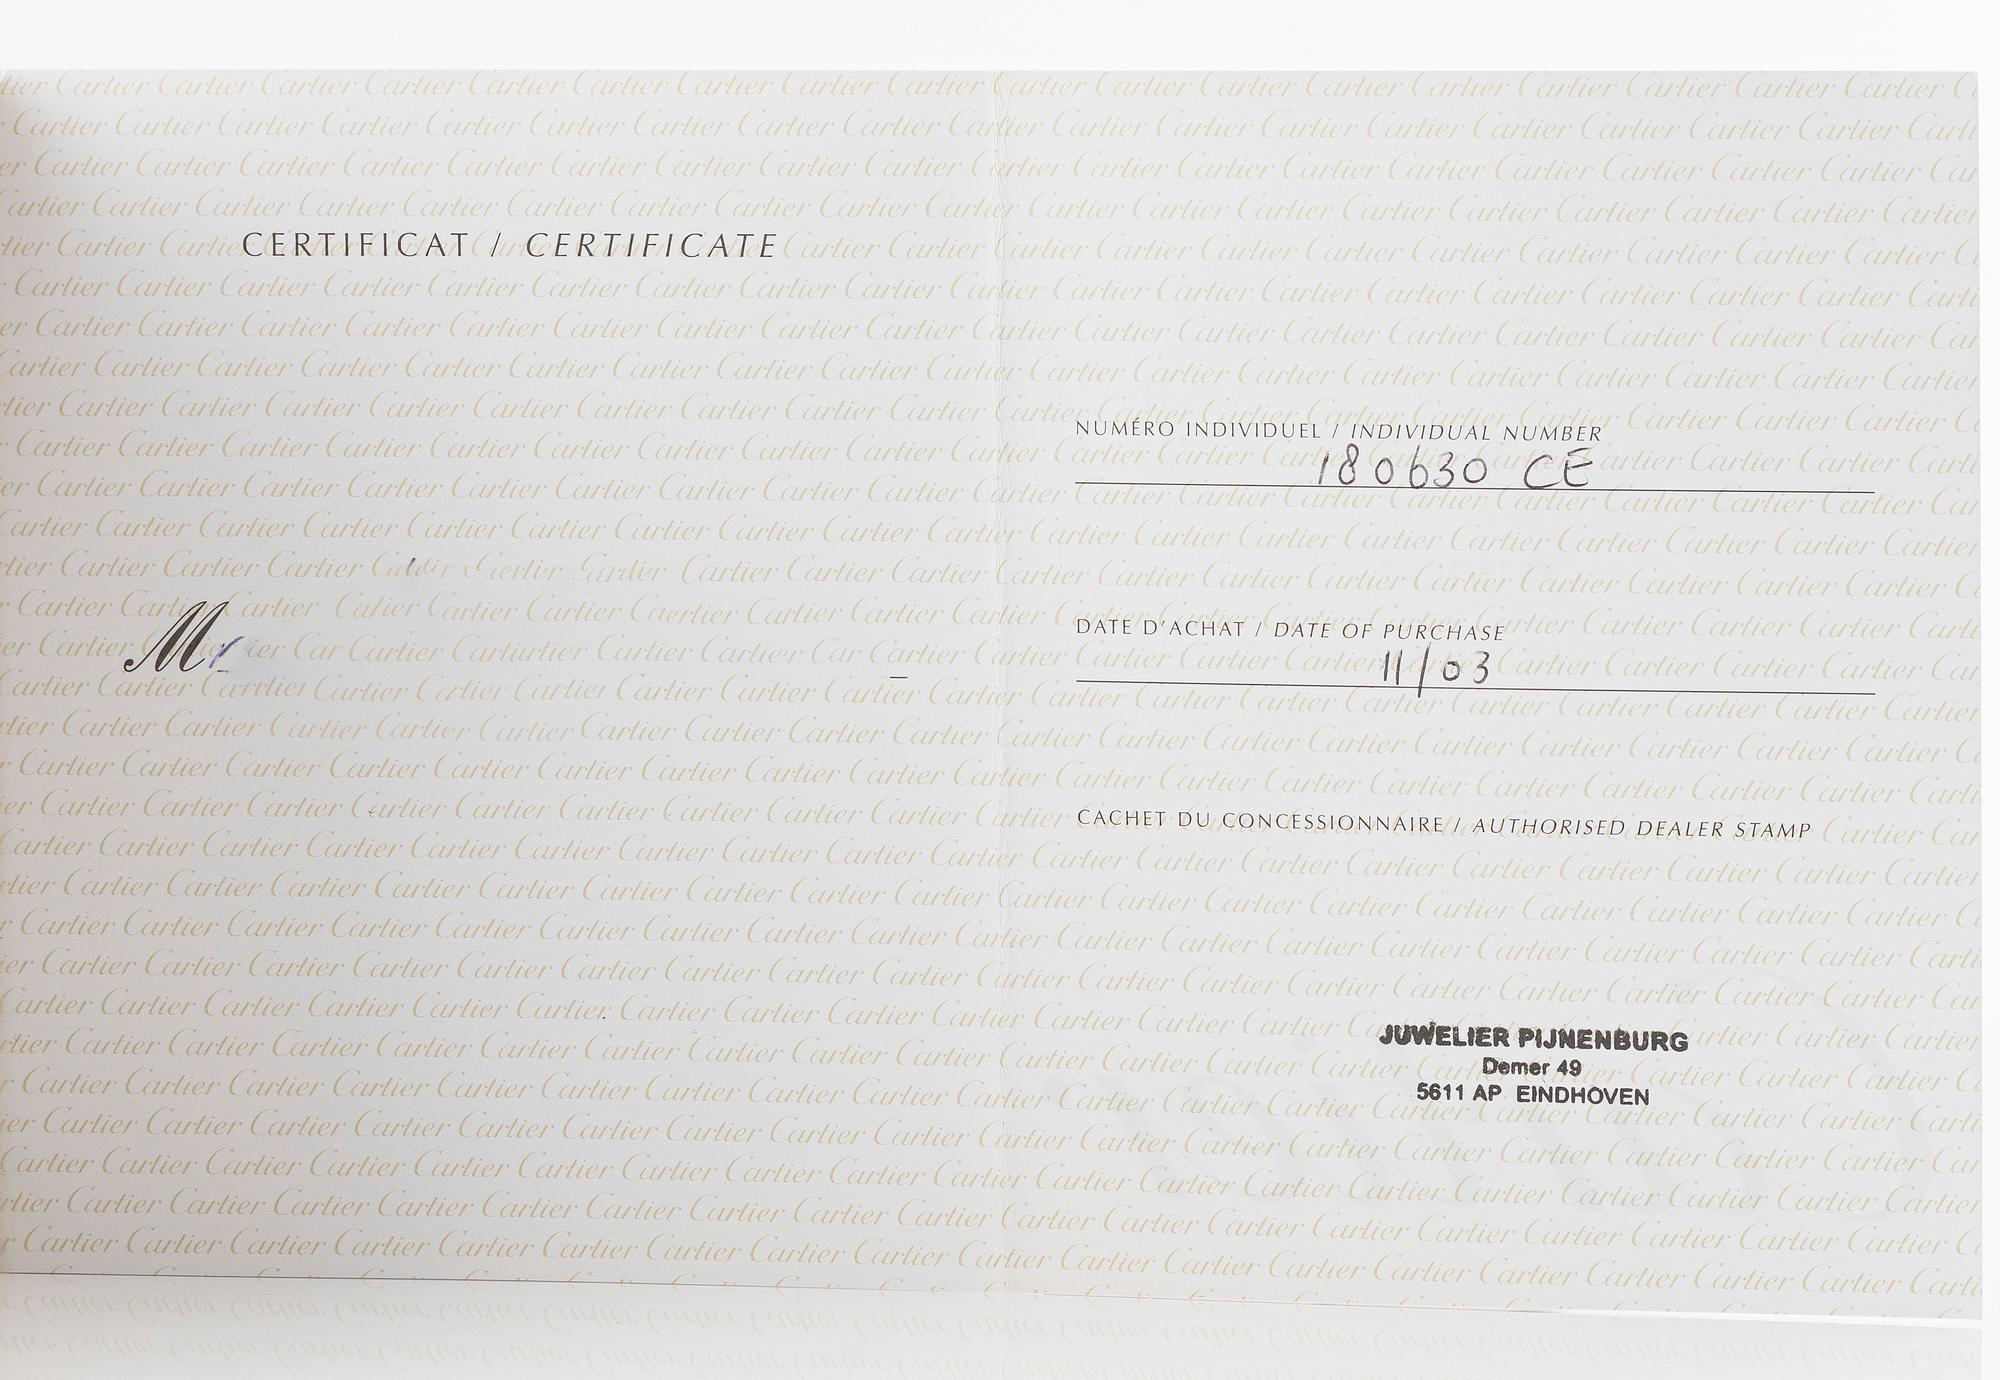 CERTIFICAT / CERTIFICATE
M
NUMÉRO INDIVIDUEL / INDIVIDUAL NUMBER
180630 CE
DATE D'ACHAT / DATE OF PURCHASE
11/03
CACHET DU CONCESSIONNAIRE / AUTHORISED DEALER STAMP
JUWELIER PIJNENBURG
Demer 49
5611 AP EINDHOVEN